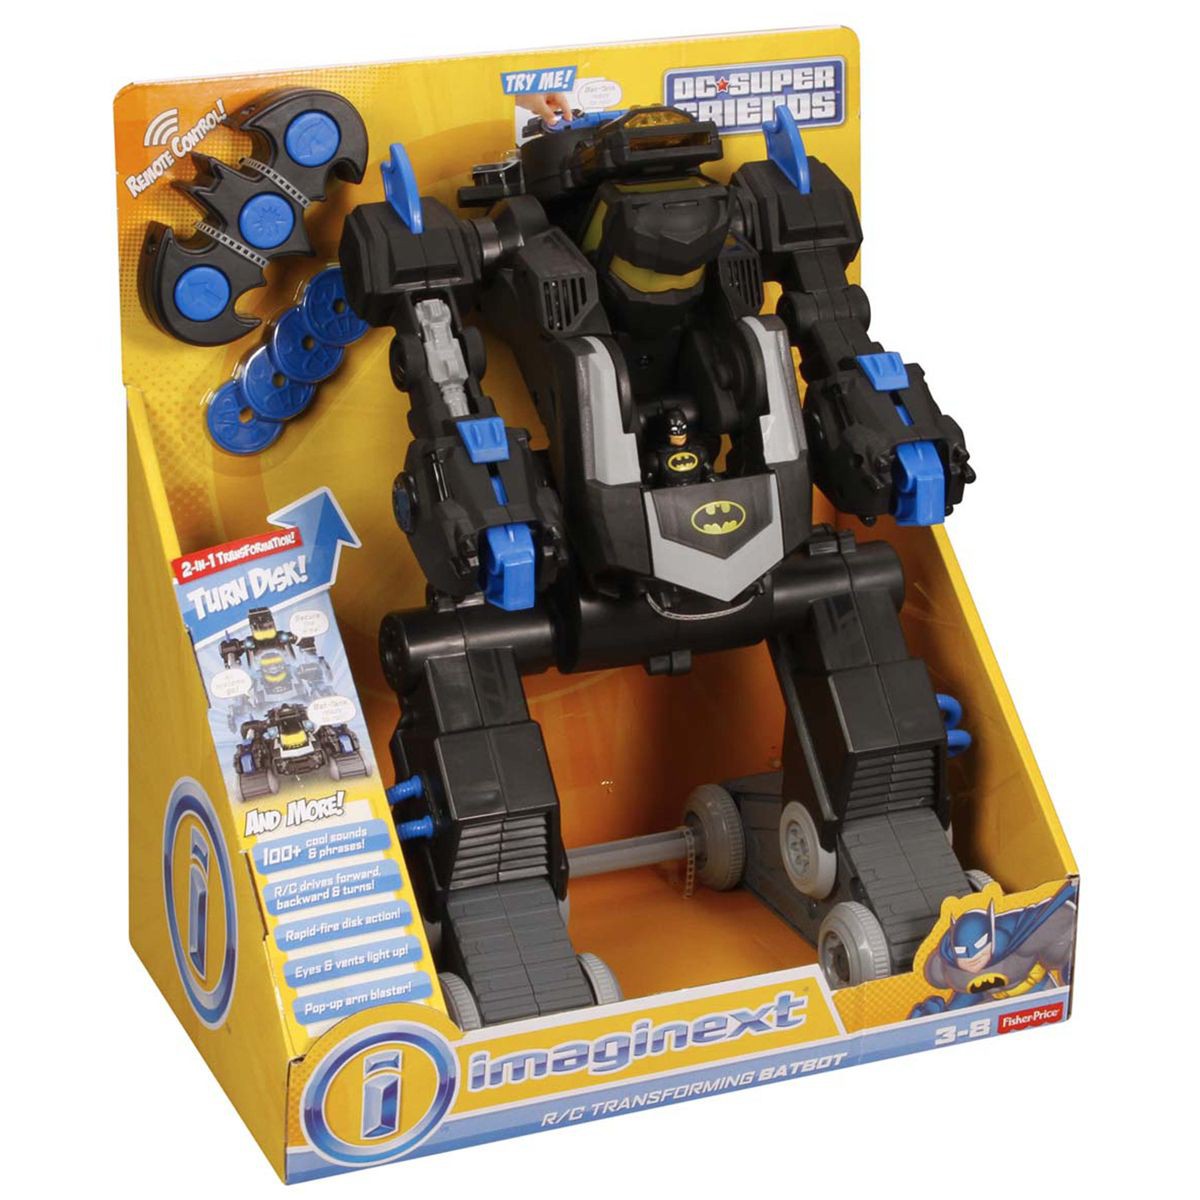 TRY ME!
DC SUPER
FRIENDS™
REMOTE CONTROL!
2-IN-1 TRANSFORMATION!
TURN DISK!
AND MORE!
100+ cool sounds
& phrases!
R/C drives forward,
backward & turns!
Rapid-fire disk action!
Eyes & vents light up!
Pop-up arm blaster!
i
i
imaginext®
R/C TRANSFORMING BATBOT
3-8
Fisher-Price